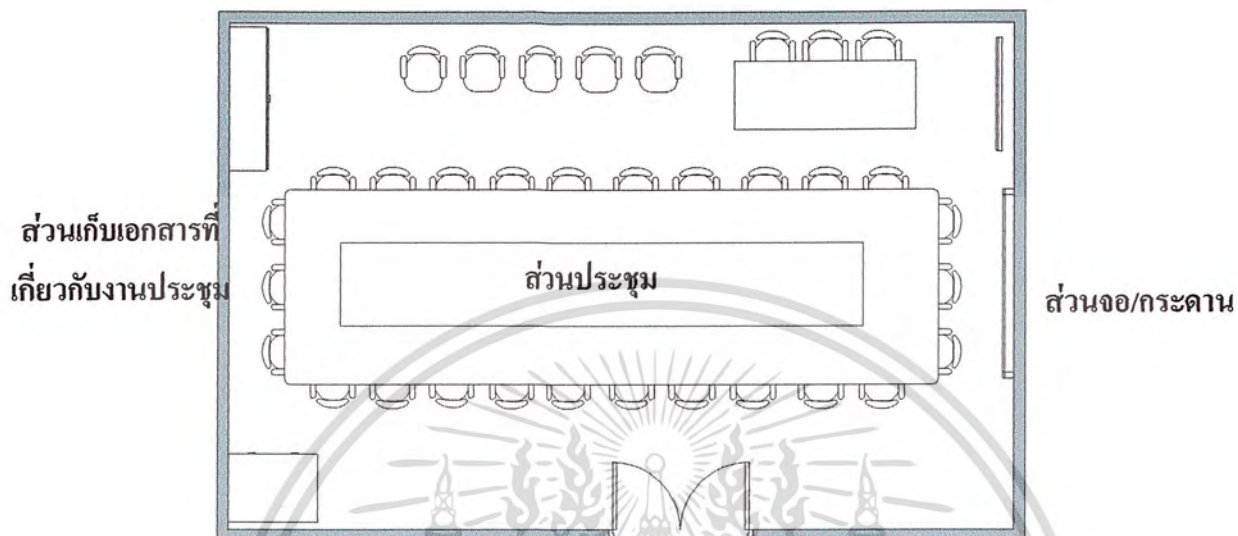 ส่วนเก็บเอกสารที่
เกี่ยวกับงานประชุม
ส่วนประชุม
ส่วนจอ/กระดาน